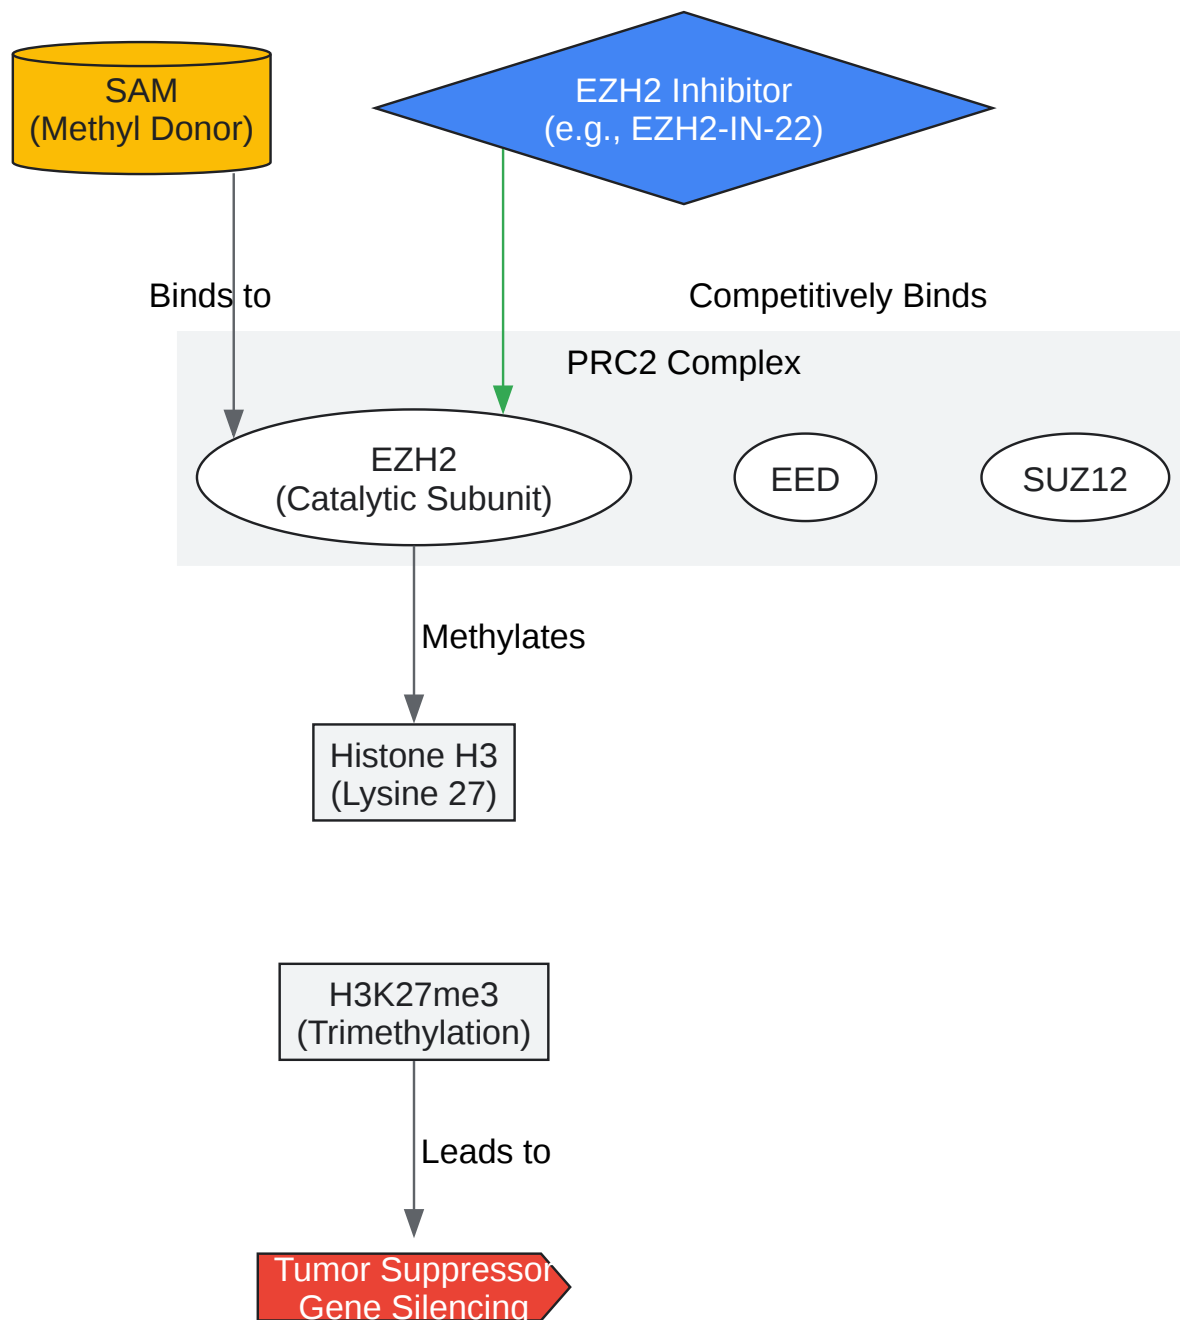 SAM
(Methyl Donor)
EZH2 Inhibitor
(e.g., EZH2-IN-22)
Binds to
Competitively Binds
PRC2 Complex
EZH2
(Catalytic Subunit)
EED
SUZ12
Methylates
Histone H3
(Lysine 27)
H3K27me3
(Trimethylation)
Leads to
Tumor Suppressor
Gene Silencing